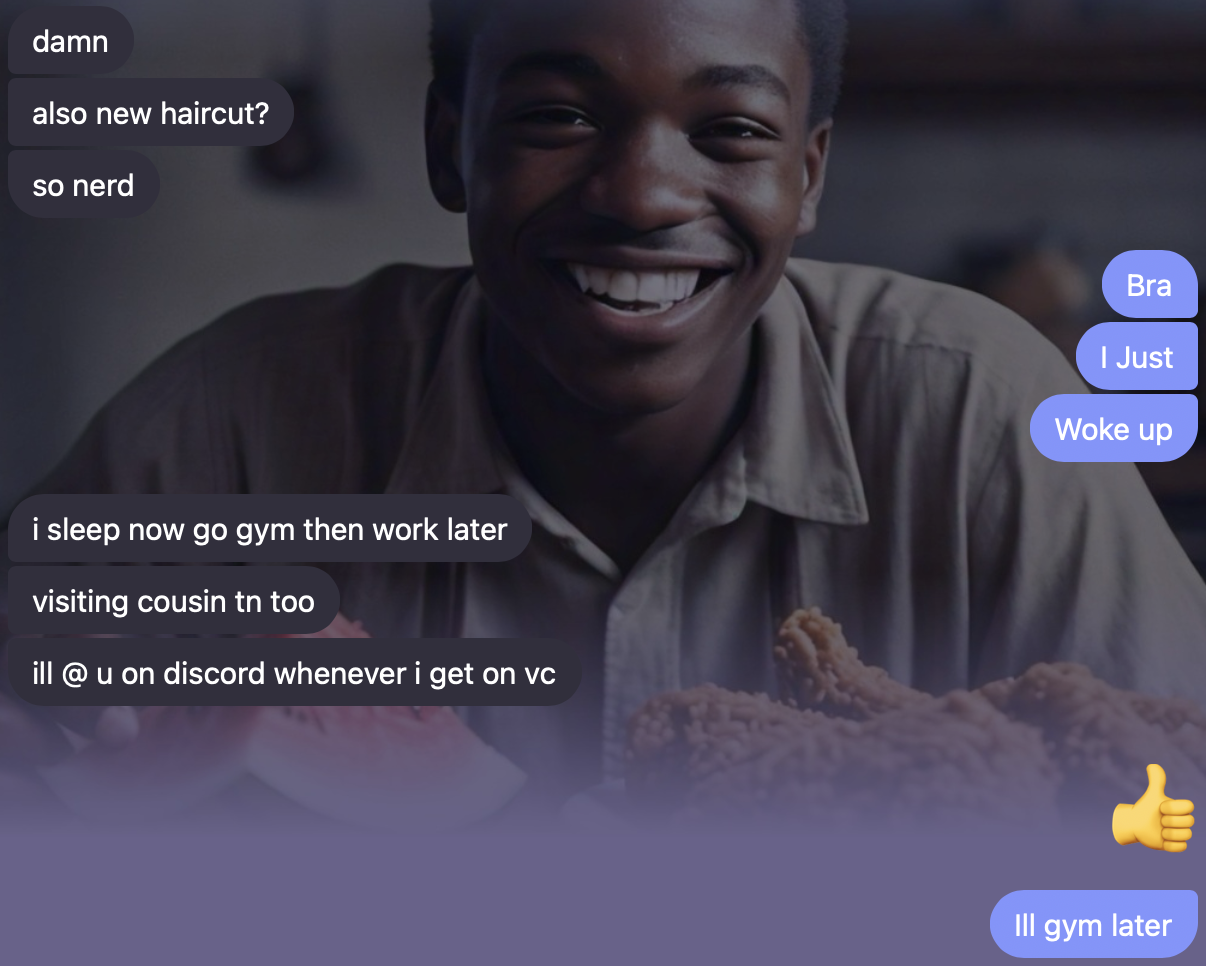 damn
also new haircut?
so nerd
Bra
I Just
Woke up
i sleep now go gym then work later
visiting cousin tn too
ill @ u on discord whenever i get on vc
👍
Ill gym later